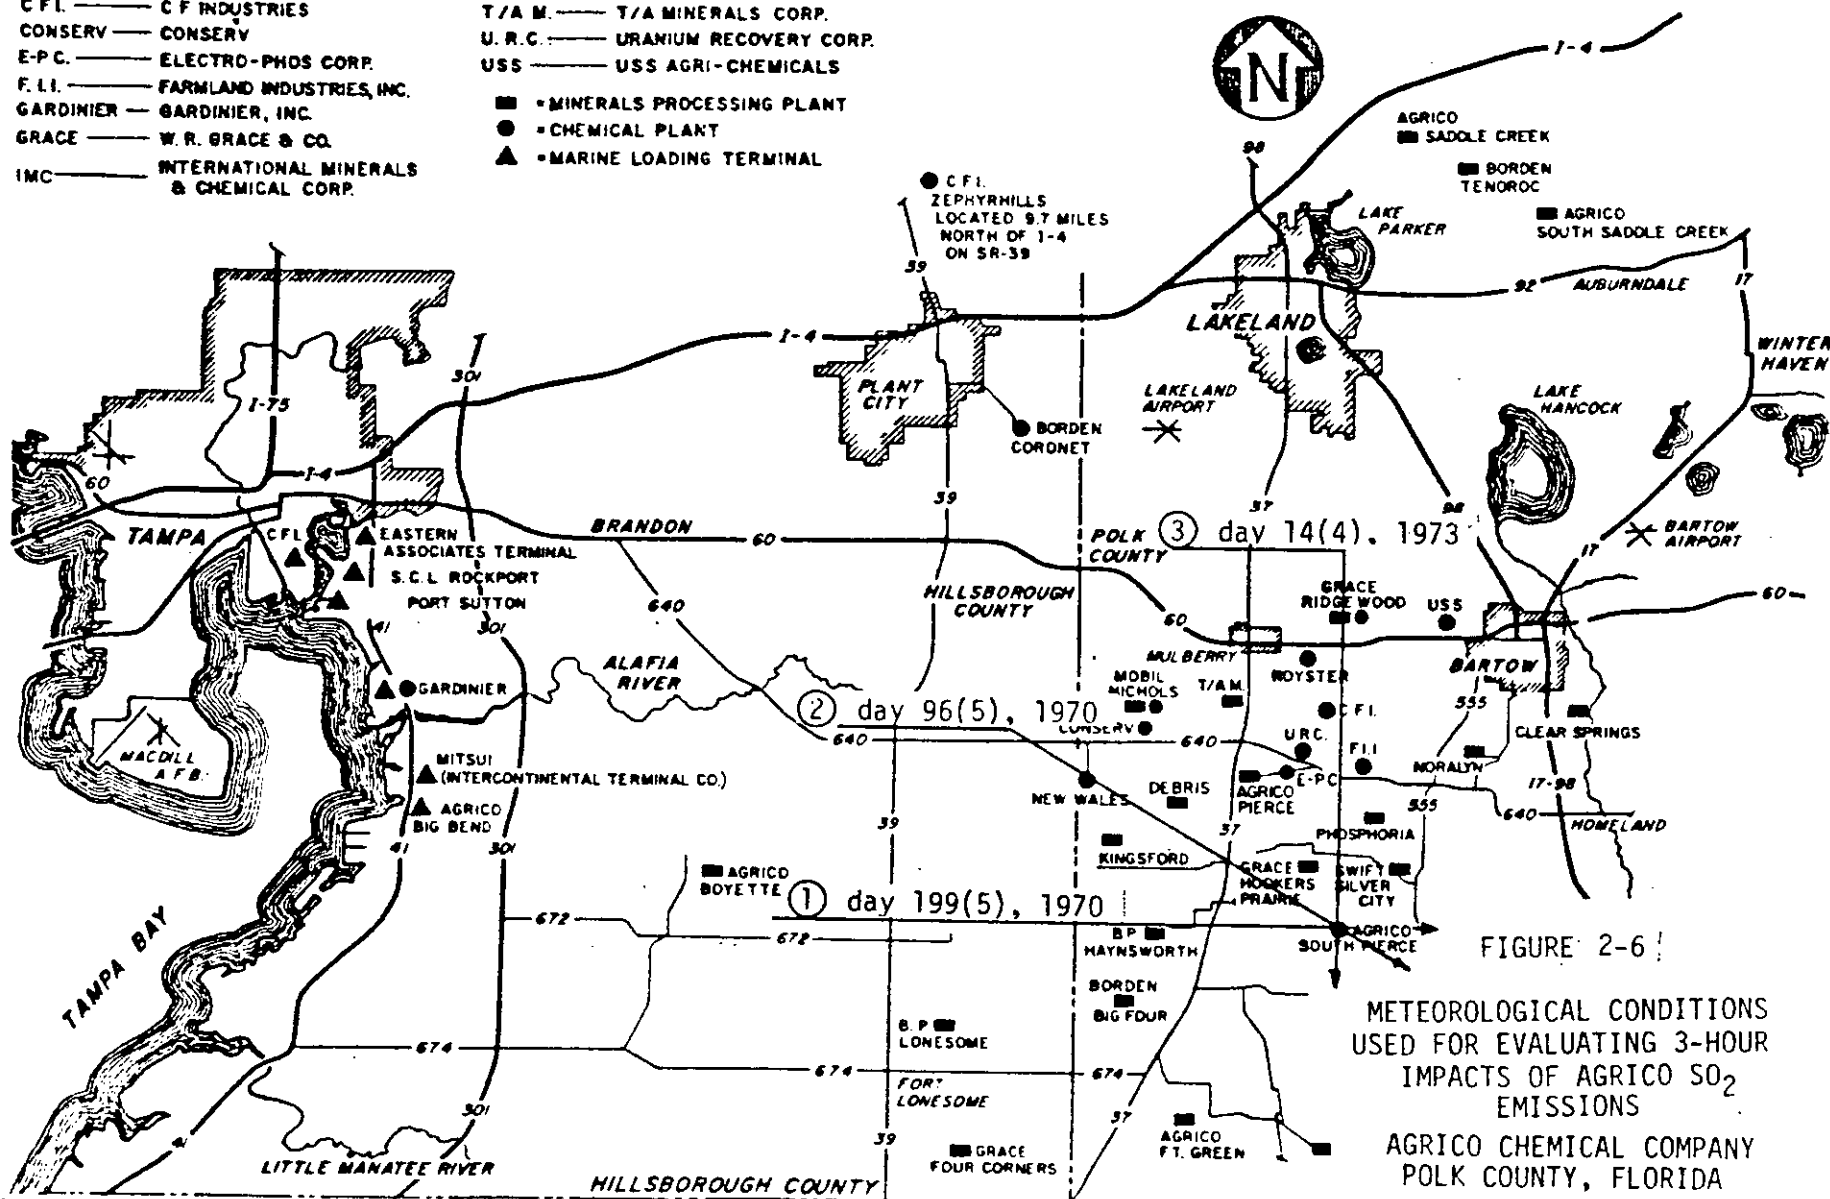 C F I. C F INDUSTRIES
CONSERV CONSERV
E-P C. ELECTRO-PHOS CORP.
F. I. I. FARMLAND INDUSTRIES, INC.
GARDINIER GARDINIER, INC.
GRACE W. R. GRACE & CO.
IMC INTERNATIONAL MINERALS
& CHEMICAL CORP.
T/A M. T/A MINERALS CORP.
U. R. C. URANIUM RECOVERY CORP.
USS USS AGRI-CHEMICALS
= MINERALS PROCESSING PLANT
= CHEMICAL PLANT
= MARINE LOADING TERMINAL
N
I-4
98
AGRICO
SADDLE CREEK
BORDEN
TENOROC
AGRICO
SOUTH SADDLE CREEK
LAKE
PARKER
C F I.
ZEPHYRHILLS
LOCATED 9.7 MILES
NORTH OF I-4
ON SR-39
39
92
AUBURNDALE
17
LAKELAND
WINTER
HAVEN
I-4
301
I-75
PLANT
CITY
LAKELAND
AIRPORT
LAKE
HANCOCK
BORDEN
CORONET
I-4
60
39
37
98
TAMPA
C F I.
EASTERN
ASSOCIATES TERMINAL
S. C. L ROCKPORT
PORT SUTTON
BRANDON
60
POLK
COUNTY
3 day 14(4), 1973
17
BARTOW
AIRPORT
640
HILLSBOROUGH
COUNTY
GRACE
RIDGE WOOD
USS
60
60
41
301
MULBERRY
ROYSTER
BARTOW
ALAFIA
RIVER
GARDINIER
MOBIL
NICHOLS
T/A M.
2 day 96(5), 1970
CONSERV
C F I.
555
CLEAR SPRINGS
640
640
U R C.
F I I
NORALYN
MACDILL
A F B.
MITSUI
(INTERCONTINENTAL TERMINAL CO.)
NEW WALES
DEBRIS
AGRICO
PIERCE
E-P C
17-98
AGRICO
BIG BEND
39
37
555
640
HOMELAND
PHOSPHORIA
41
301
KINGSFORD
AGRICO
BOYETTE
GRACE
HOOKERS
PRAIRIE
SWIFT
SILVER
CITY
1 day 199(5), 1970
672
672
B P
HAYNSWORTH
AGRICO
SOUTH PIERCE
TAMPA BAY
BORDEN
BIG FOUR
B. P
LONESOME
674
674
674
FORT
LONESOME
301
37
39
AGRICO
FT. GREEN
41
LITTLE MANATEE RIVER
GRACE
FOUR CORNERS
HILLSBOROUGH COUNTY
FIGURE 2-6
METEOROLOGICAL CONDITIONS
USED FOR EVALUATING 3-HOUR
IMPACTS OF AGRICO SO2
EMISSIONS
AGRICO CHEMICAL COMPANY
POLK COUNTY, FLORIDA